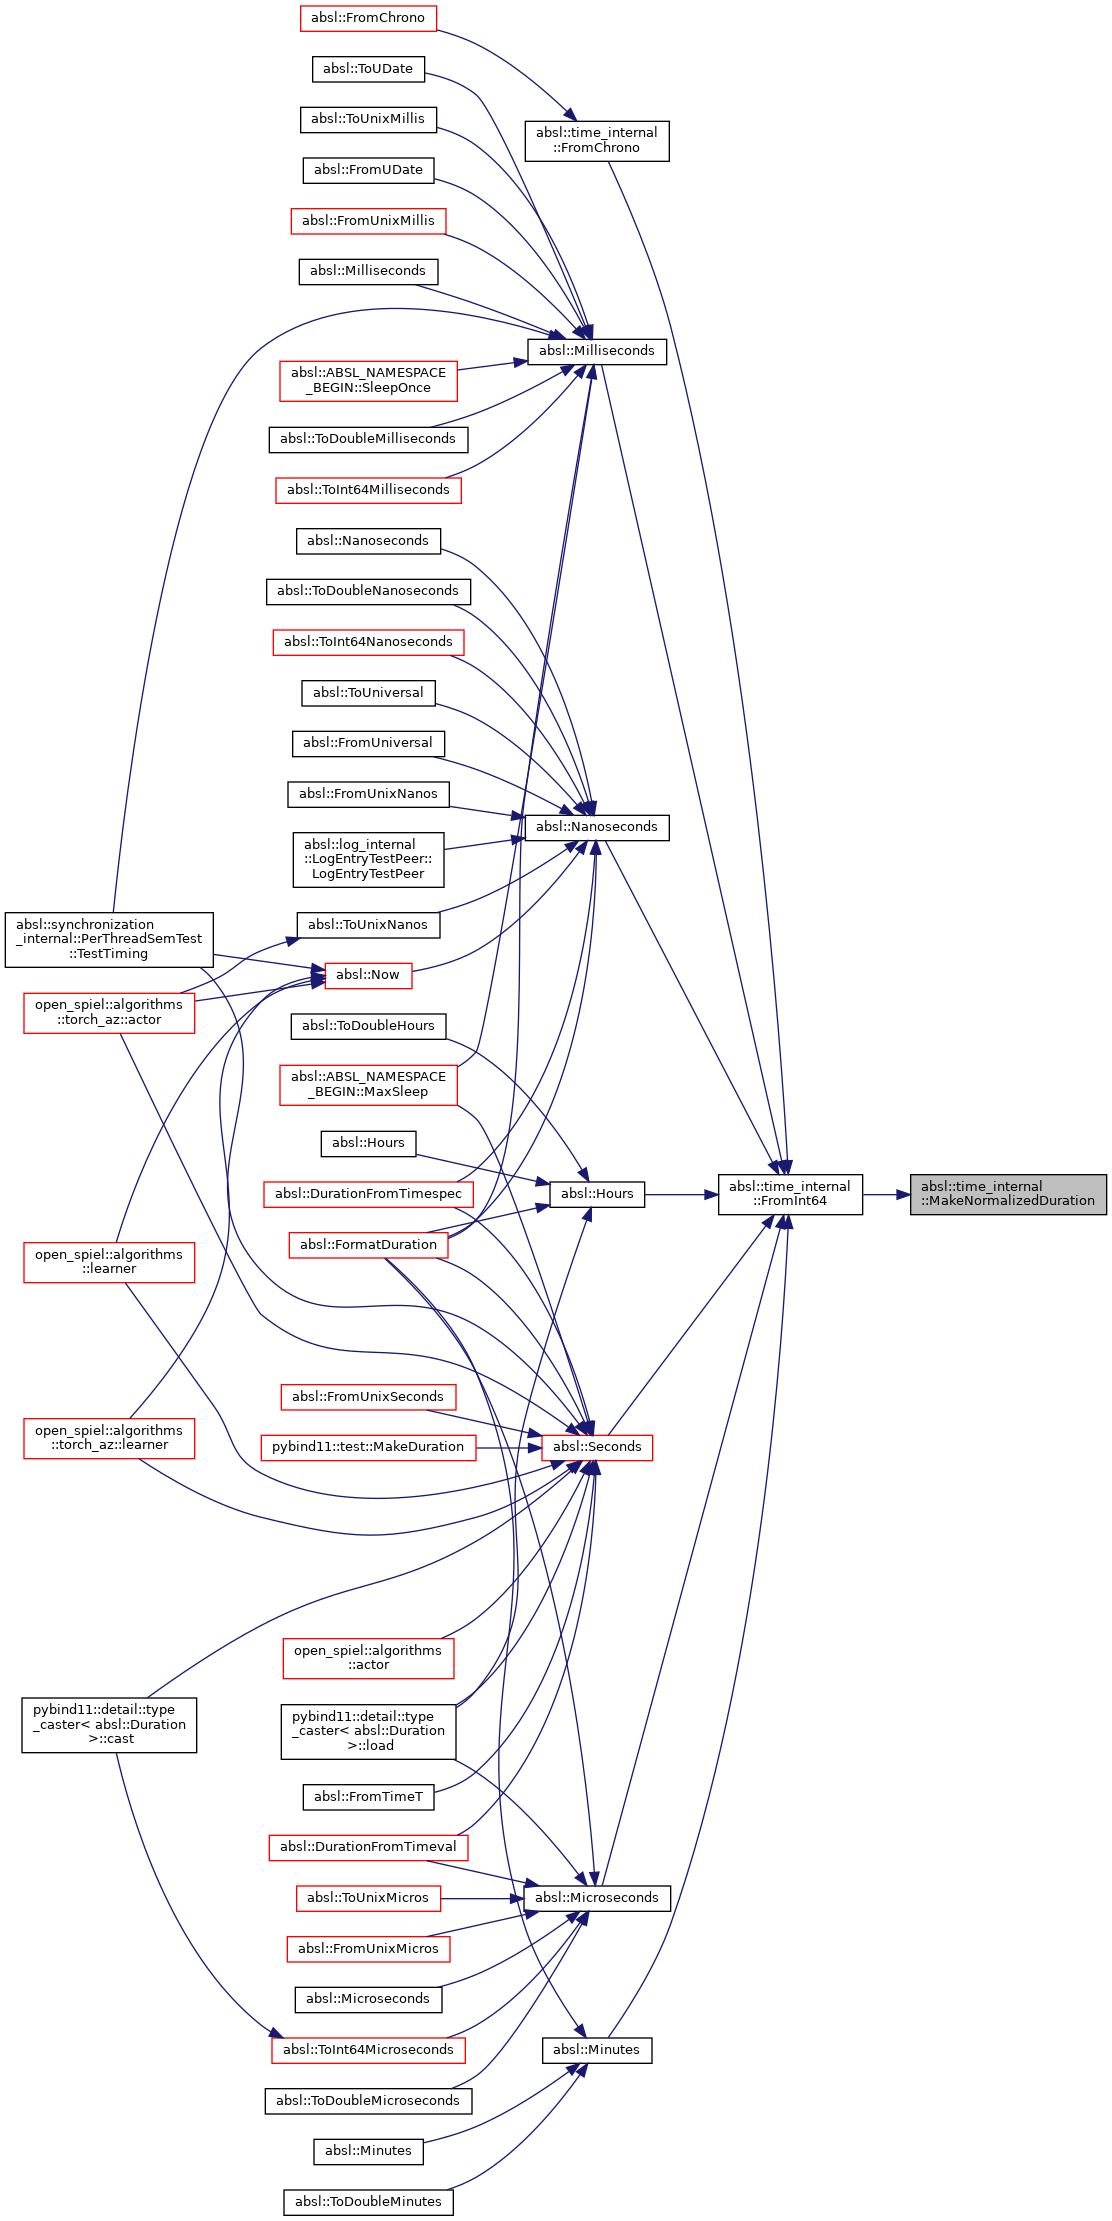 absl::FromChrono
absl::ToUDate
absl::ToUnixMillis
absl::time_internal
::FromChrono
absl::FromUDate
absl::FromUnixMillis
absl::Milliseconds
absl::Milliseconds
absl::ABSL_NAMESPACE
_BEGIN::SleepOnce
absl::ToDoubleMilliseconds
absl::ToInt64Milliseconds
absl::Nanoseconds
absl::ToDoubleNanoseconds
absl::ToInt64Nanoseconds
absl::ToUniversal
absl::FromUniversal
absl::FromUnixNanos
absl::Nanoseconds
absl::log_internal
::LogEntryTestPeer::
LogEntryTestPeer
absl::synchronization
_internal::PerThreadSemTest
::TestTiming
absl::ToUnixNanos
absl::Now
open_spiel::algorithms
::torch_az::actor
absl::ToDoubleHours
absl::ABSL_NAMESPACE
_BEGIN::MaxSleep
absl::Hours
absl::DurationFromTimespec
absl::Hours
absl::time_internal
::FromInt64
absl::time_internal
::MakeNormalizedDuration
absl::FormatDuration
open_spiel::algorithms
::learner
absl::FromUnixSeconds
open_spiel::algorithms
::torch_az::learner
pybind11::test::MakeDuration
absl::Seconds
open_spiel::algorithms
::actor
pybind11::detail::type
_caster< absl::Duration
>::cast
pybind11::detail::type
_caster< absl::Duration
>::load
absl::FromTimeT
absl::DurationFromTimeval
absl::ToUnixMicros
absl::Microseconds
absl::FromUnixMicros
absl::Microseconds
absl::ToInt64Microseconds
absl::Minutes
absl::ToDoubleMicroseconds
absl::Minutes
absl::ToDoubleMinutes